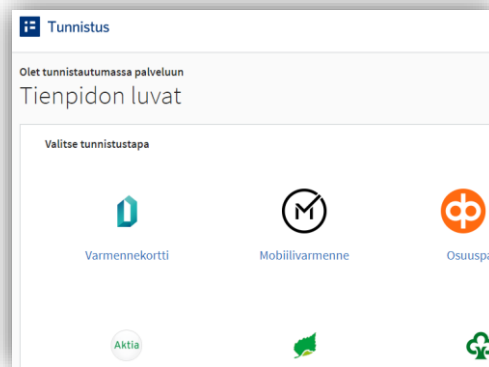 Tunnistus
Olet tunnistautumassa palveluun
Tienpidon luvat
Valitse tunnistustapa
Varmennekortti
Mobiilivarmenne
Osuuspa
Aktia